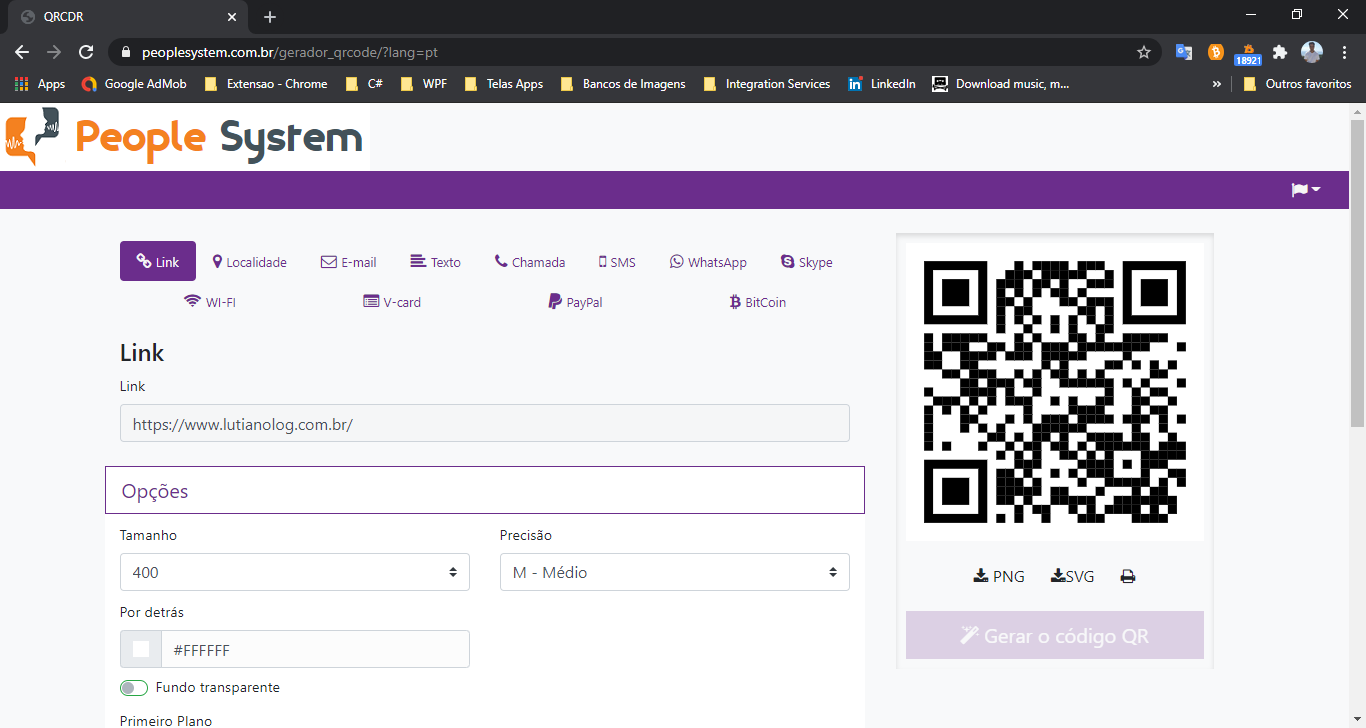 QRCDR
peoplesystem.com.br/gerador_qrcode/?lang=pt
18921
Apps Google AdMob Extensao - Chrome C# WPF Telas Apps Bancos de Imagens Integration Services LinkedIn Download music, m... » Outros favoritos
People System
Link Localidade E-mail Texto Chamada SMS WhatsApp Skype
WI-FI V-card PayPal BitCoin
Link
Link
https://www.lutianolog.com.br/
Opções
Tamanho Precisão
400 M - Médio
Por detrás
#FFFFFF
Fundo transparente
Primeiro Plano
PNG SVG
Gerar o código QR